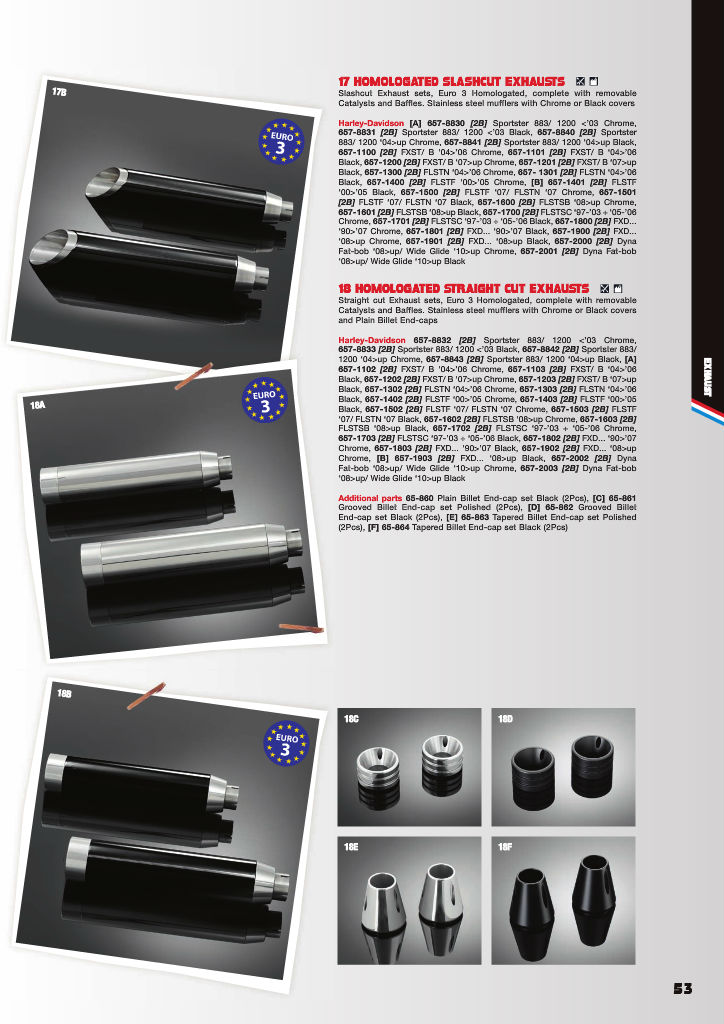 17B
EURO
3
17 HOMOLOGATED SLASHCUT EXHAUSTS
Slashcut Exhaust sets, Euro 3 Homologated, complete with removable
Catalysts and Baffles. Stainless steel mufflers with Chrome or Black covers
Harley-Davidson [A] 657-8830 [2B] Sportster 883/ 1200 <'03 Chrome,
657-8831 [2B] Sportster 883/ 1200 <'03 Black, 657-8840 [2B] Sportster
883/ 1200 '04>up Chrome, 657-8841 [2B] Sportster 883/ 1200 '04>up Black,
657-1100 [2B] FXST/ B '04>'06 Chrome, 657-1101 [2B] FXST/ B '04>'06
Black, 657-1200 [2B] FXST/ B '07>up Chrome, 657-1201 [2B] FXST/ B '07>up
Black, 657-1300 [2B] FLSTN '04>'06 Chrome, 657- 1301 [2B] FLSTN '04>'06
Black, 657-1400 [2B] FLSTF '00>'05 Chrome, [B] 657-1401 [2B] FLSTF
'00>'05 Black, 657-1500 [2B] FLSTF '07/ FLSTN '07 Chrome, 657-1501
[2B] FLSTF '07/ FLSTN '07 Black, 657-1600 [2B] FLSTSB '08>up Chrome,
657-1601 [2B] FLSTSB '08>up Black, 657-1700 [2B] FLSTSC '97-'03 ÷ '05-'06
Chrome, 657-1701 [2B] FLSTSC '97-'03 ÷ '05-'06 Black, 657-1800 [2B] FXD...
'90>'07 Chrome, 657-1801 [2B] FXD... '90>'07 Black, 657-1900 [2B] FXD...
'08>up Chrome, 657-1901 [2B] FXD... '08>up Black, 657-2000 [2B] Dyna
Fat-bob '08>up/ Wide Glide '10>up Chrome, 657-2001 [2B] Dyna Fat-bob
'08>up/ Wide Glide '10>up Black
18 HOMOLOGATED STRAIGHT CUT EXHAUSTS
Straight cut Exhaust sets, Euro 3 Homologated, complete with removable
Catalysts and Baffles. Stainless steel mufflers with Chrome or Black covers
and Plain Billet End-caps
Harley-Davidson 657-8832 [2B] Sportster 883/ 1200 <'03 Chrome,
657-8833 [2B] Sportster 883/ 1200 <'03 Black, 657-8842 [2B] Sportster 883/
1200 '04>up Chrome, 657-8843 [2B] Sportster 883/ 1200 '04>up Black, [A]
657-1102 [2B] FXST/ B '04>'06 Chrome, 657-1103 [2B] FXST/ B '04>'06
Black, 657-1202 [2B] FXST/ B '07>up Chrome, 657-1203 [2B] FXST/ B '07>up
Black, 657-1302 [2B] FLSTN '04>'06 Chrome, 657-1303 [2B] FLSTN '04>'06
Black, 657-1402 [2B] FLSTF '00>'05 Chrome, 657-1403 [2B] FLSTF '00>'05
Black, 657-1502 [2B] FLSTF '07/ FLSTN '07 Chrome, 657-1503 [2B] FLSTF
'07/ FLSTN '07 Black, 657-1602 [2B] FLSTSB '08>up Chrome, 657-1603 [2B]
FLSTSB '08>up Black, 657-1702 [2B] FLSTSC '97-'03 ÷ '05-'06 Chrome,
657-1703 [2B] FLSTSC '97-'03 ÷ '05-'06 Black, 657-1802 [2B] FXD... '90>'07
Chrome, 657-1803 [2B] FXD... '90>'07 Black, 657-1902 [2B] FXD... '08>up
Chrome, [B] 657-1903 [2B] FXD... '08>up Black, 657-2002 [2B] Dyna
Fat-bob '08>up/ Wide Glide '10>up Chrome, 657-2003 [2B] Dyna Fat-bob
'08>up/ Wide Glide '10>up Black
Additional parts 65-860 Plain Billet End-cap set Black (2Pcs), [C] 65-861
Grooved Billet End-cap set Polished (2Pcs), [D] 65-862 Grooved Billet
End-cap set Black (2Pcs), [E] 65-863 Tapered Billet End-cap set Polished
(2Pcs), [F] 65-864 Tapered Billet End-cap set Black (2Pcs)
EXHAUST
18A
EURO
3
18B
EURO
3
18C
18D
18E
18F
53